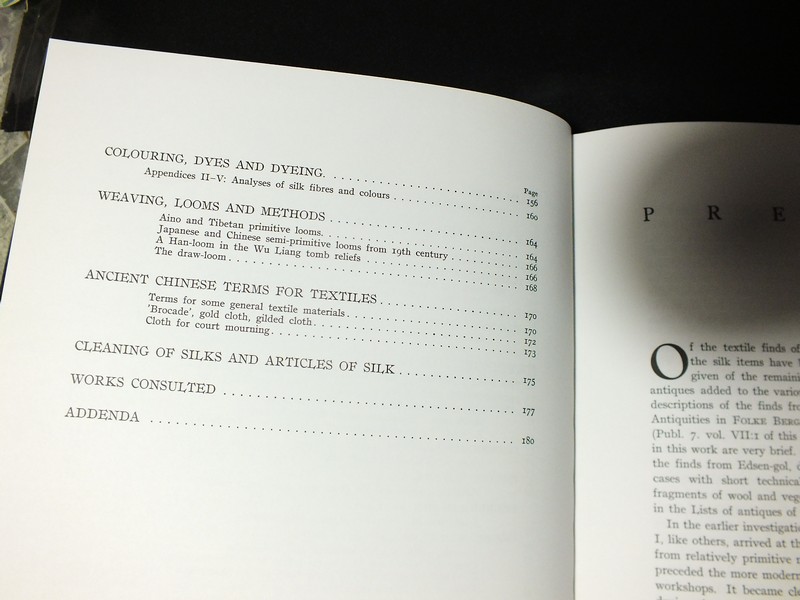 Page
COLOURING, DYES AND DYEING. . . . . . . . . . . . . . . . . . . . . . 156
Appendices II–V: Analyses of silk fibres and colours . . . . . . . . . . . . 160
WEAVING, LOOMS AND METHODS . . . . . . . . . . . . . . . . . . . . 164
Aino and Tibetan primitive looms. . . . . . . . . . . . . . . . . . . . . 164
Japanese and Chinese semi-primitive looms from 19th century . . . . . . . 166
A Han-loom in the Wu Liang tomb reliefs . . . . . . . . . . . . . . . . 166
The draw-loom . . . . . . . . . . . . . . . . . . . . . . . . . . . . . . 168
ANCIENT CHINESE TERMS FOR TEXTILES . . . . . . . . . . . . . . . . 170
Terms for some general textile materials . . . . . . . . . . . . . . . . . 170
'Brocade', gold cloth, gilded cloth . . . . . . . . . . . . . . . . . . . . 172
Cloth for court mourning . . . . . . . . . . . . . . . . . . . . . . . . . 173
CLEANING OF SILKS AND ARTICLES OF SILK . . . . . . . . . . . . . . 175
WORKS CONSULTED . . . . . . . . . . . . . . . . . . . . . . . . . . . . 177
ADDENDA . . . . . . . . . . . . . . . . . . . . . . . . . . . . . . . . . 180
P R E
Of the textile finds of
the silk items have
given of the remain
antiques added to the vario
descriptions of the finds fro
Antiquities in FOLKE BERG
(Publ. 7. vol. VII:1 of this
in this work are very brief.
the finds from Edsen-gol,
cases with short technical
fragments of wool and veg
in the Lists of antiques of
In the earlier investigati
I, like others, arrived at th
from relatively primitive
preceded the more modern
workshops. It became cl